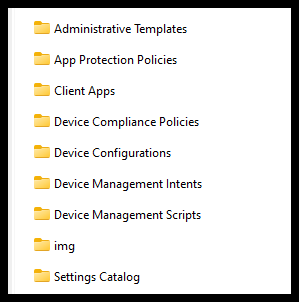 Administrative Templates
App Protection Policies
Client Apps
Device Compliance Policies
Device Configurations
Device Management Intents
Device Management Scripts
img
Settings Catalog